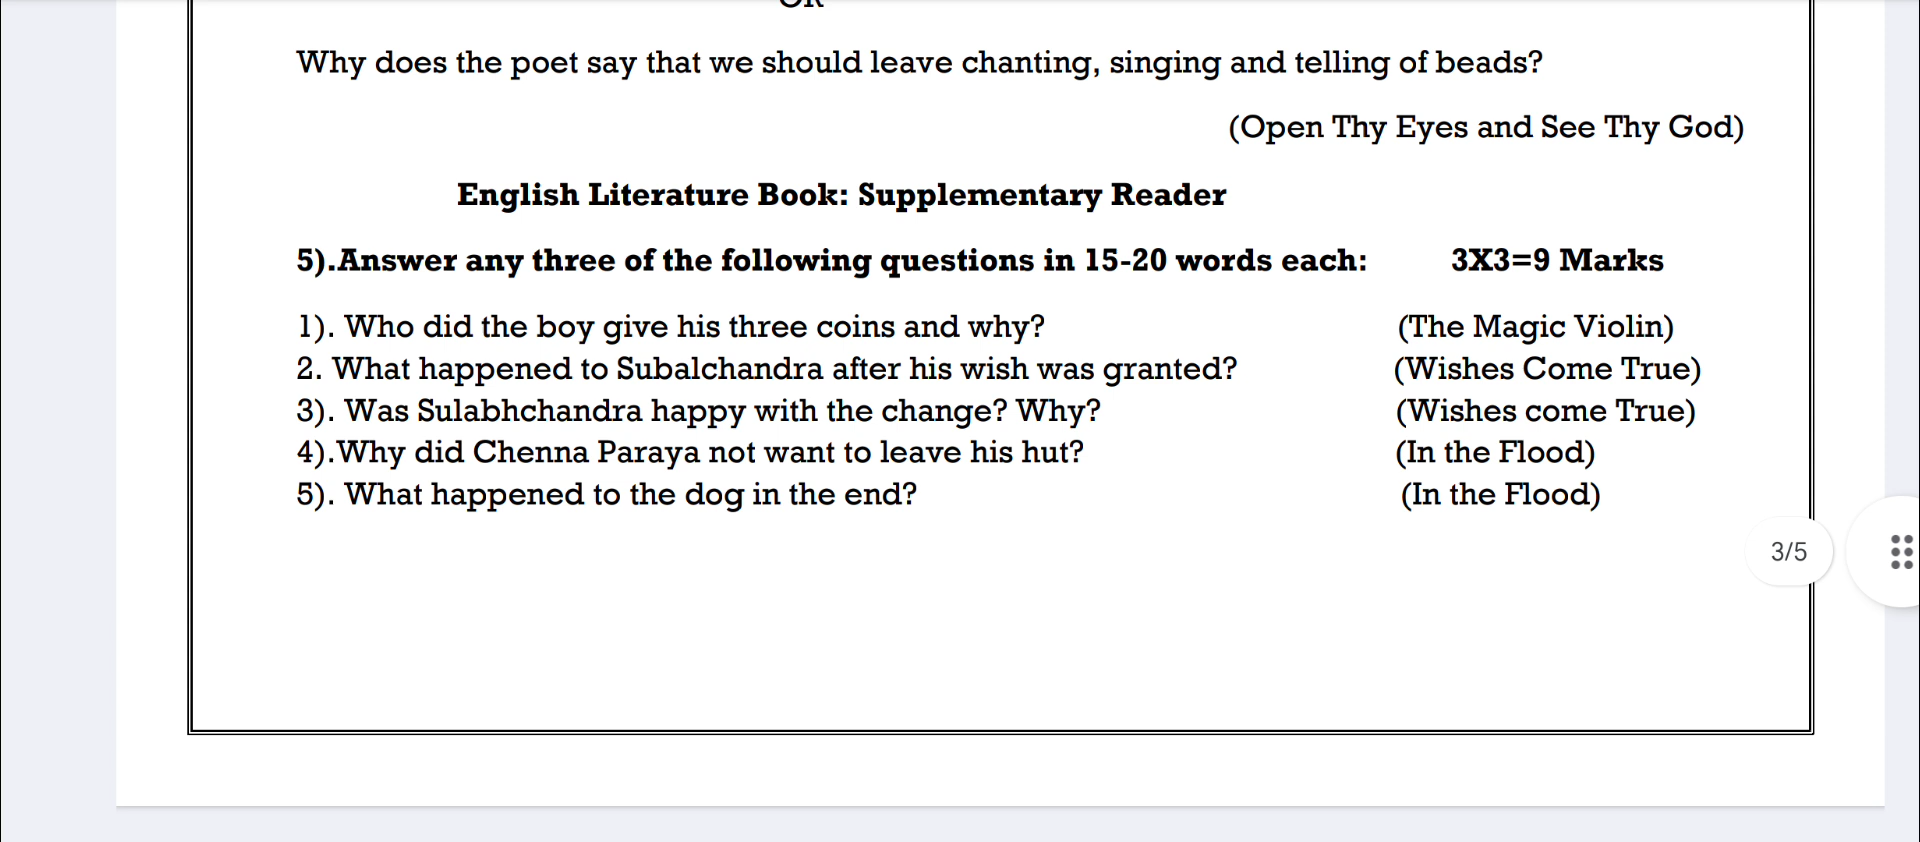 Why does the poet say that we should leave chanting, singing and telling of beads?
(Open Thy Eyes and See Thy God)
English Literature Book: Supplementary Reader
5).Answer any three of the following questions in 15-20 words each: 3X3=9 Marks
1). Who did the boy give his three coins and why? (The Magic Violin)
2. What happened to Subalchandra after his wish was granted? (Wishes Come True)
3). Was Sulabhchandra happy with the change? Why? (Wishes come True)
4).Why did Chenna Paraya not want to leave his hut? (In the Flood)
5). What happened to the dog in the end? (In the Flood)
3/5